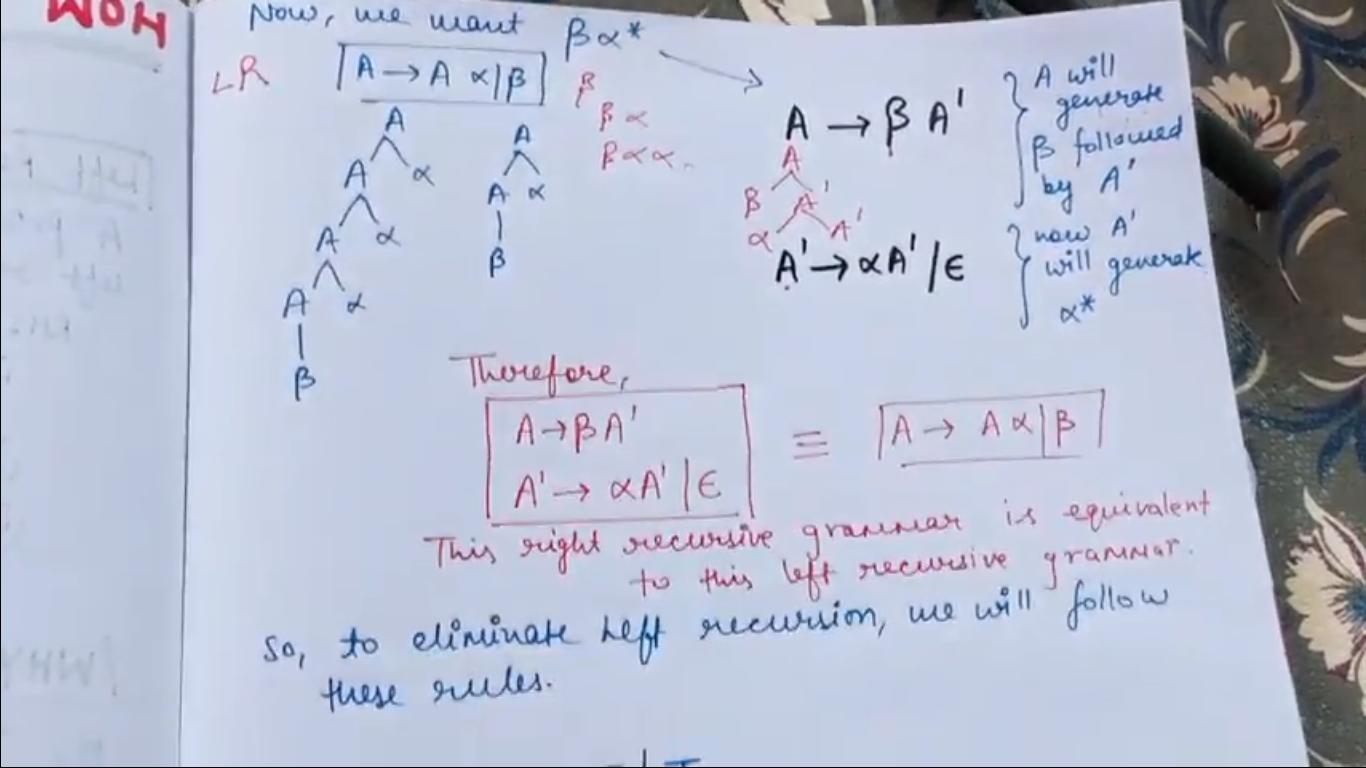 HOW
Now, we want βα*
LR
A → A α | β
β
βα
βαα.
A
A α
A α
A α
β
A
A α
β
A → β A'
A
β A'
α A'
A' → αA' / ϵ
A will
generate
β followed
by A'
now A'
will generate
α*
Therefore,
A → βA'
A' → αA' | ϵ
≡
A → Aα | β
This right recursive grammar is equivalent
to this left recursive grammar.
So, to eliminate Left recursion, we will follow
these rules.